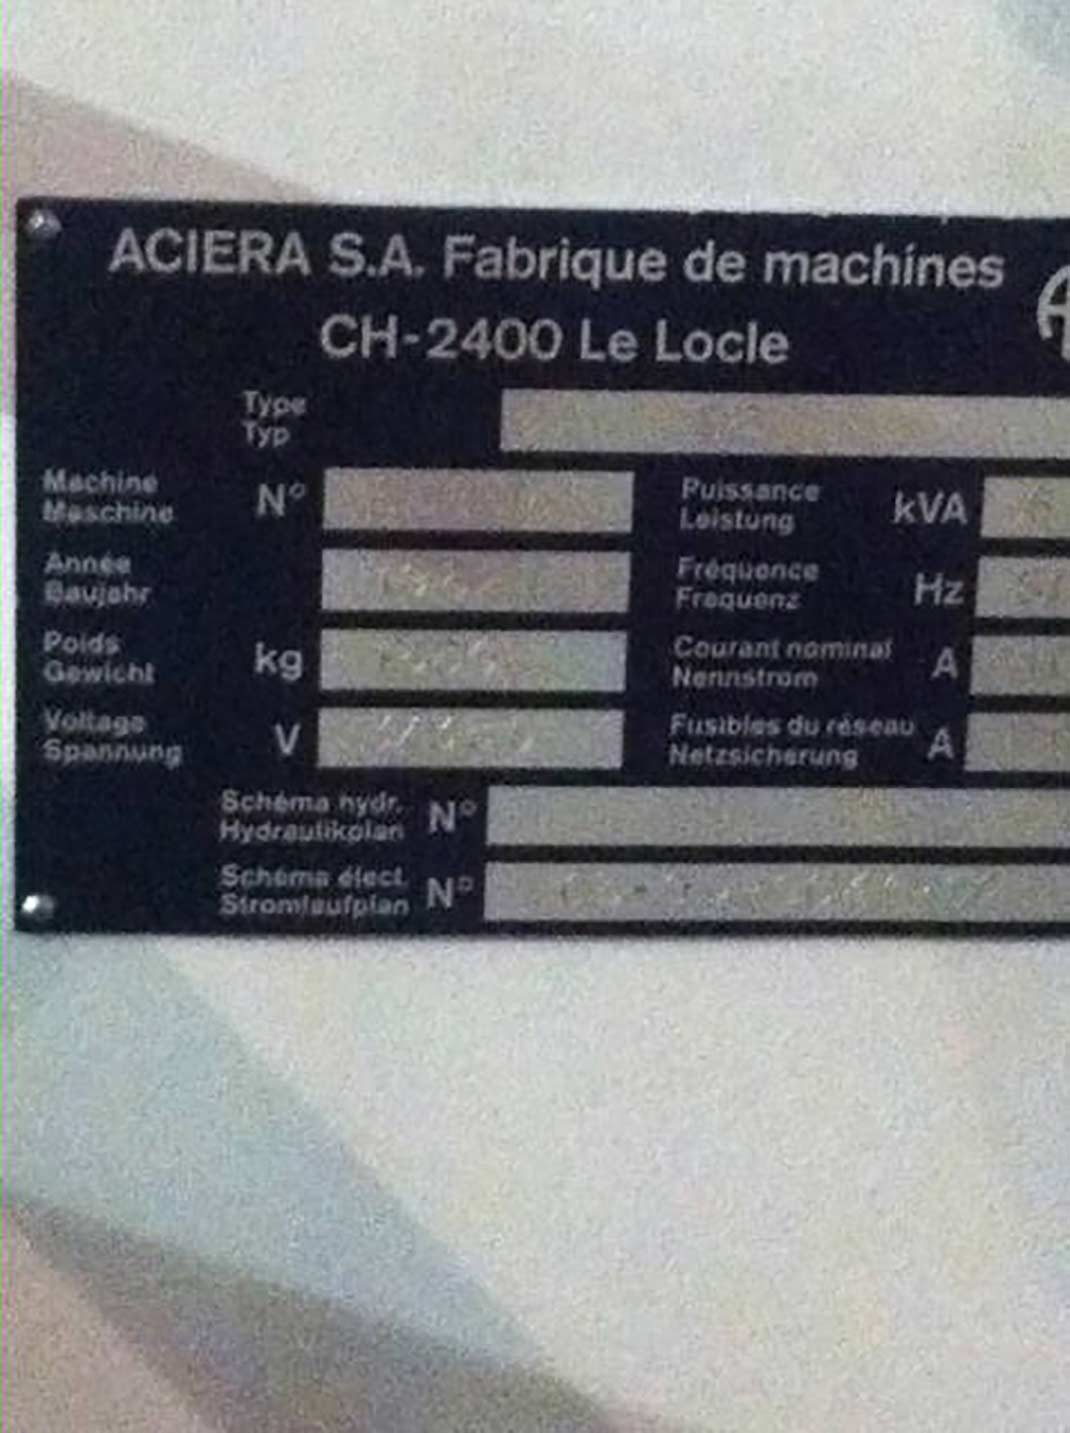 ACIERA S.A. Fabrique de machines
CH-2400 Le Locle
Type
Typ
Machine
Maschine
N°
Année
Baujahr
Poids
Gewicht
kg
Voltage
Spannung
V
Puissance
Leistung
kVA
Fréquence
Frequenz
Hz
Courant nominal
Nennstrom
A
Fusibles du réseau
Netzsicherung
A
Schéma hydr.
Hydraulikplan
N°
Schéma élect.
Stromlaufplan
N°